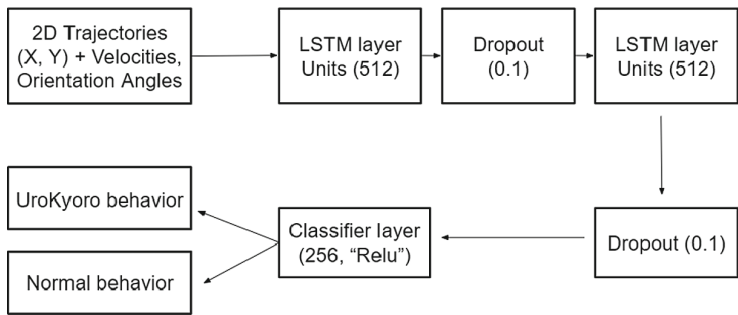 2D Trajectories
(X, Y) + Velocities,
Orientation Angles
LSTM layer
Units (512)
Dropout
(0.1)
LSTM layer
Units (512)
Dropout (0.1)
Classifier layer
(256, “Relu”)
UroKyoro behavior
Normal behavior